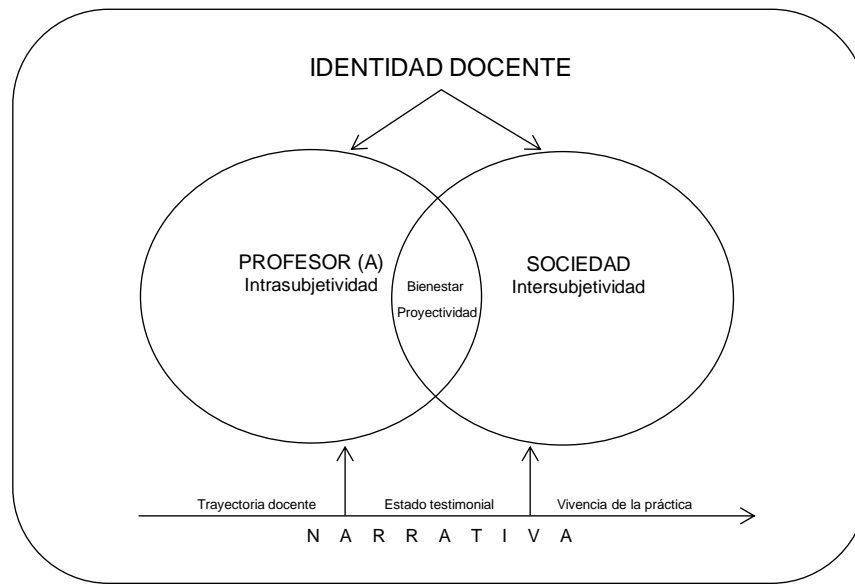 IDENTIDAD DOCENTE
PROFESOR (A)
Intrasubjetividad
Bienestar
Proyectividad
SOCIEDAD
Intersubjetividad
Trayectoria docente
Estado testimonial
Vivencia de la práctica
N A R R A T I V A